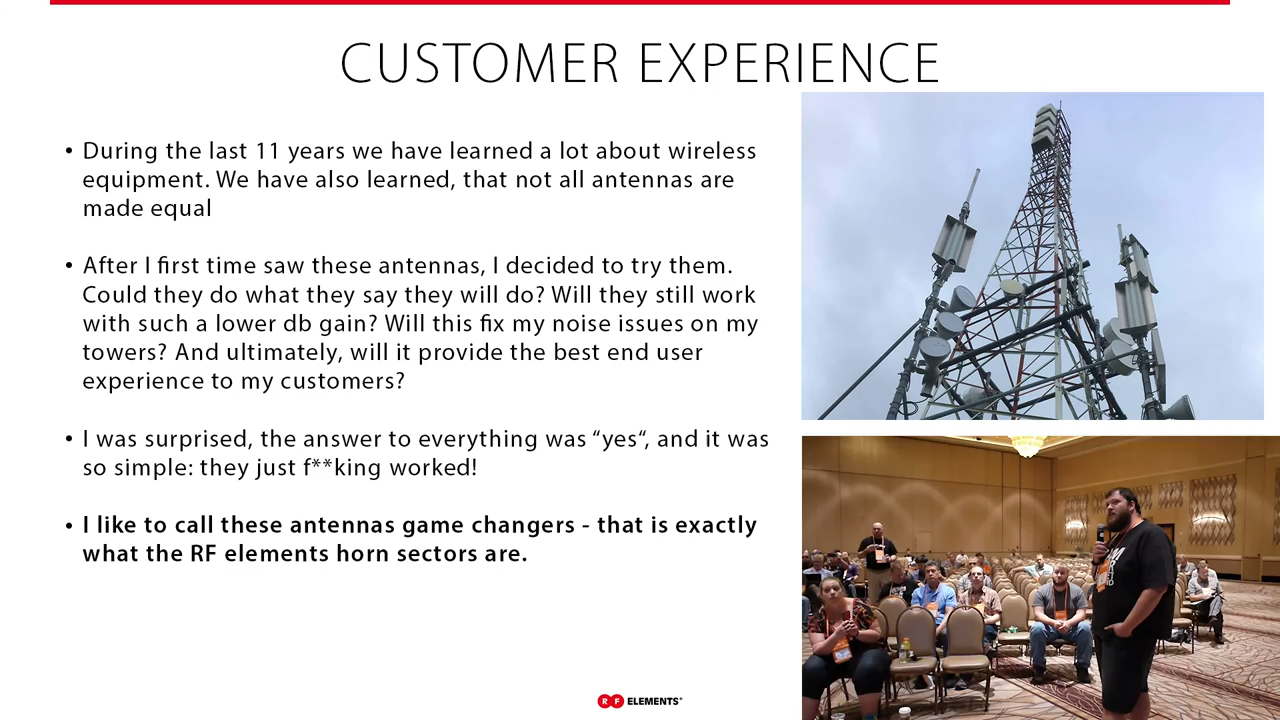 CUSTOMER EXPERIENCE
• During the last 11 years we have learned a lot about wireless
equipment. We have also learned, that not all antennas are
made equal
• After I first time saw these antennas, I decided to try them.
Could they do what they say they will do? Will they still work
with such a lower db gain? Will this fix my noise issues on my
towers? And ultimately, will it provide the best end user
experience to my customers?
• I was surprised, the answer to everything was “yes“, and it was
so simple: they just f**king worked!
• I like to call these antennas game changers - that is exactly
what the RF elements horn sectors are.
RF ELEMENTS